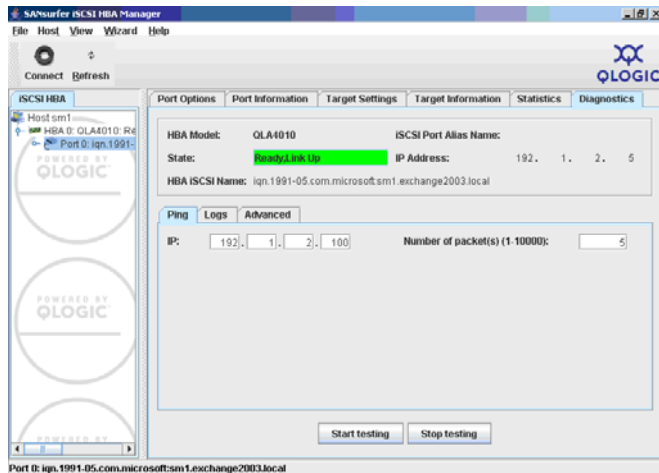 SANsurfer iSCSI HBA Manager
File Host View Wizard Help
Connect Refresh
QLOGIC
iSCSI HBA
Port Options Port Information Target Settings Target Information Statistics Diagnostics
Host sm1
HBA 0: QLA4010: Re
Port 0: iqn.1991-
HBA Model: QLA4010 iSCSI Port Alias Name:
State: Ready,Link Up IP Address: 192. 1. 2. 5
HBA iSCSI Name: iqn.1991-05.com.microsoft:sm1.exchange2003.local
POWERED BY
QLOGIC
Ping Logs Advanced
IP: 192. 1. 2. 100 Number of packet(s) (1-10000): 5
POWERED BY
QLOGIC
POWERED BY
Start testing Stop testing
Port 0: iqn.1991-05.com.microsoft:sm1.exchange2003.local